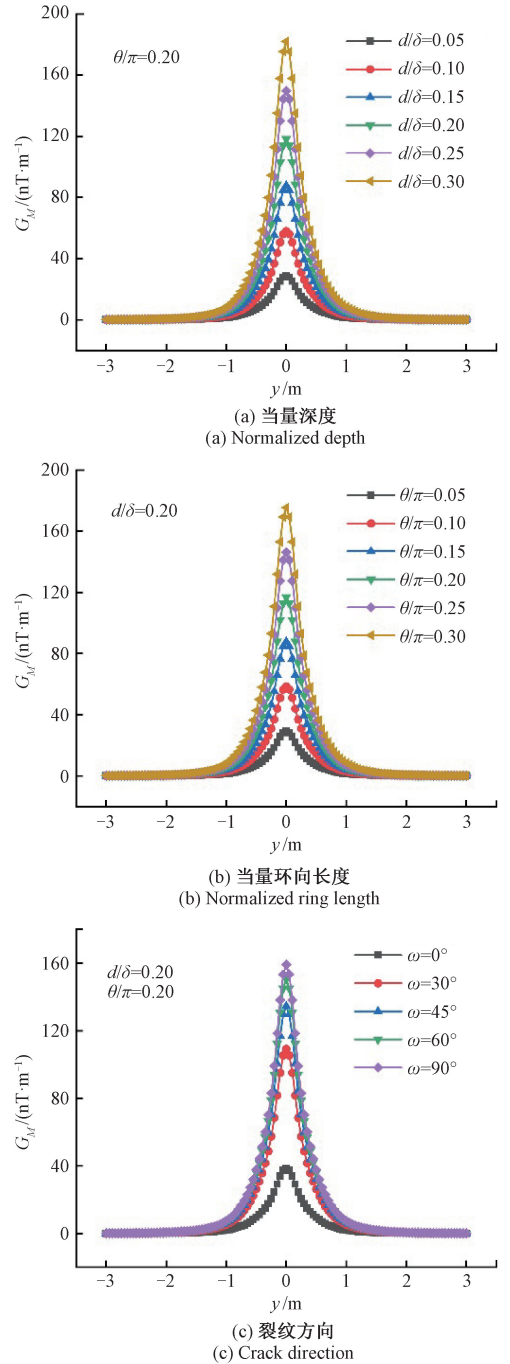 200
160
120
80
40
0
G_M/(nT·m⁻¹)
θ/π=0.20
d/δ=0.05
d/δ=0.10
d/δ=0.15
d/δ=0.20
d/δ=0.25
d/δ=0.30
−3 −2 −1 0 1 2 3
y/m
(a) 当量深度
(a) Normalized depth
200
160
120
80
40
0
G_M/(nT·m⁻¹)
d/δ=0.20
θ/π=0.05
θ/π=0.10
θ/π=0.15
θ/π=0.20
θ/π=0.25
θ/π=0.30
−3 −2 −1 0 1 2 3
y/m
(b) 当量环向长度
(b) Normalized ring length
160
120
80
40
0
G_M/(nT·m⁻¹)
d/δ=0.20
θ/π=0.20
ω=0°
ω=30°
ω=45°
ω=60°
ω=90°
−3 −2 −1 0 1 2 3
y/m
(c) 裂纹方向
(c) Crack direction